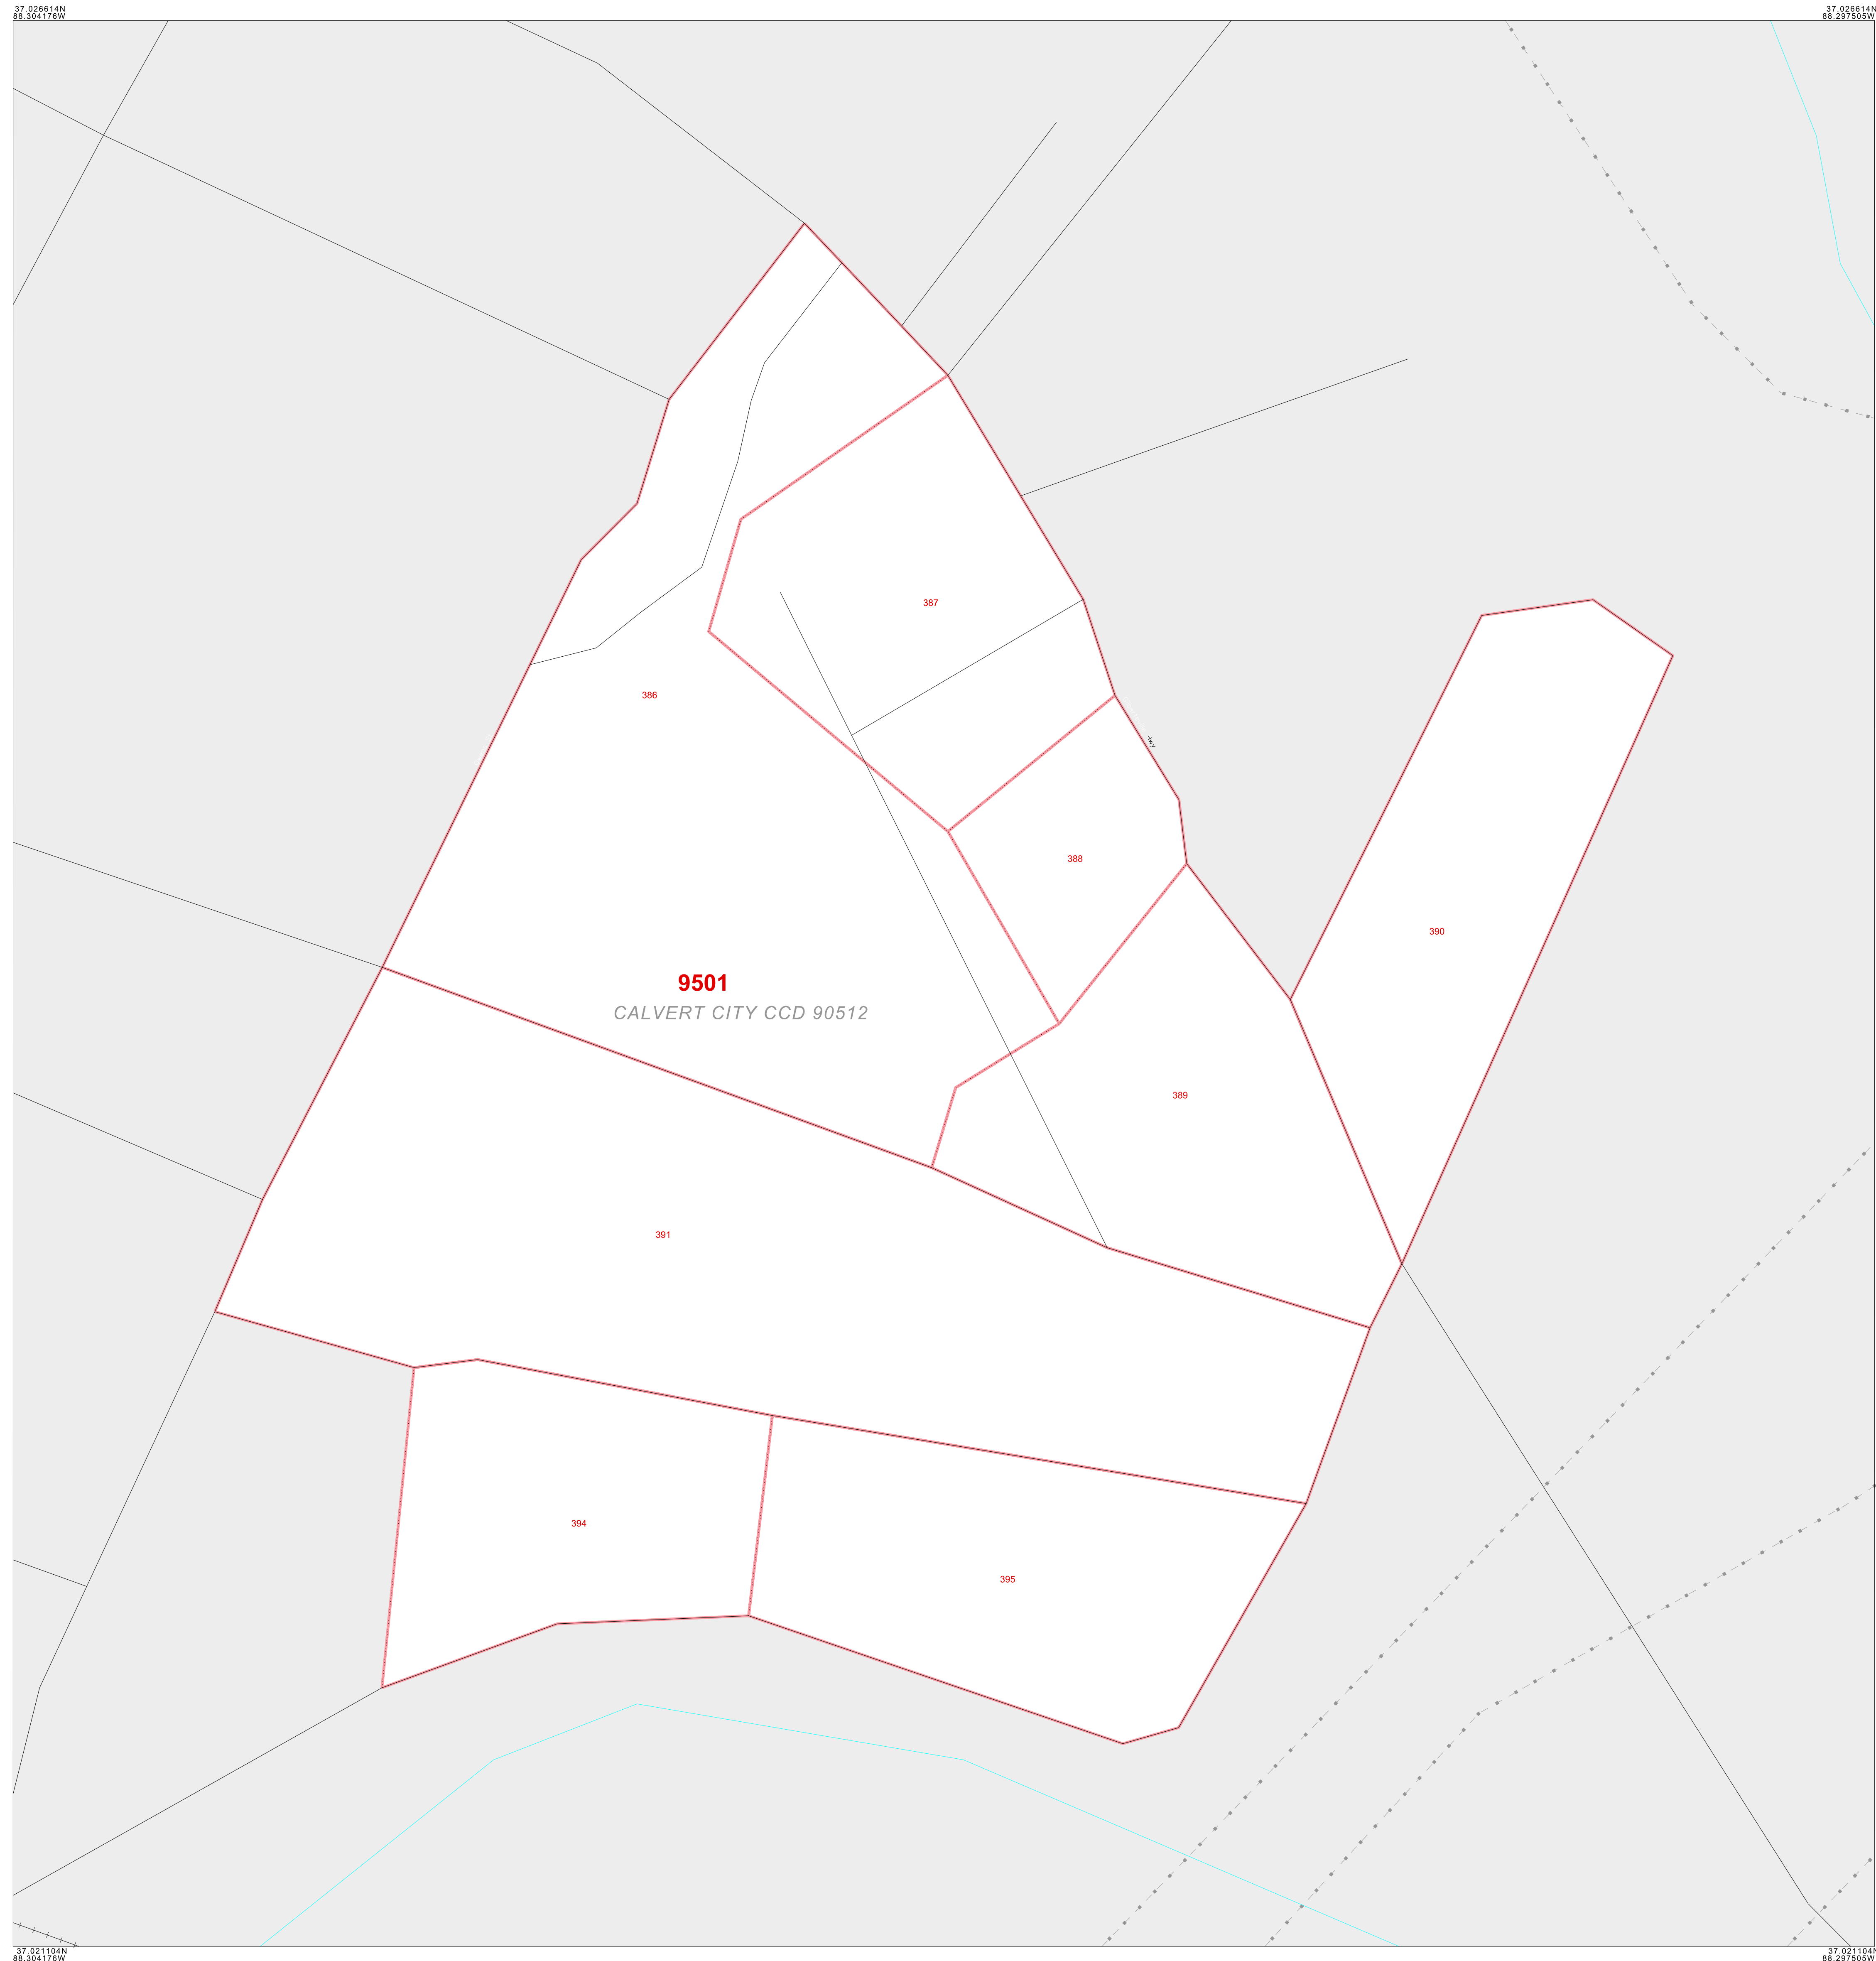 37.026614N
88.304176W
37.026614N
88.297505W
387
386
Hwy
388
390
9501
CALVERT CITY CCD 90512
389
391
394
395
37.021104N
88.304176W
37.021104N
88.297505W